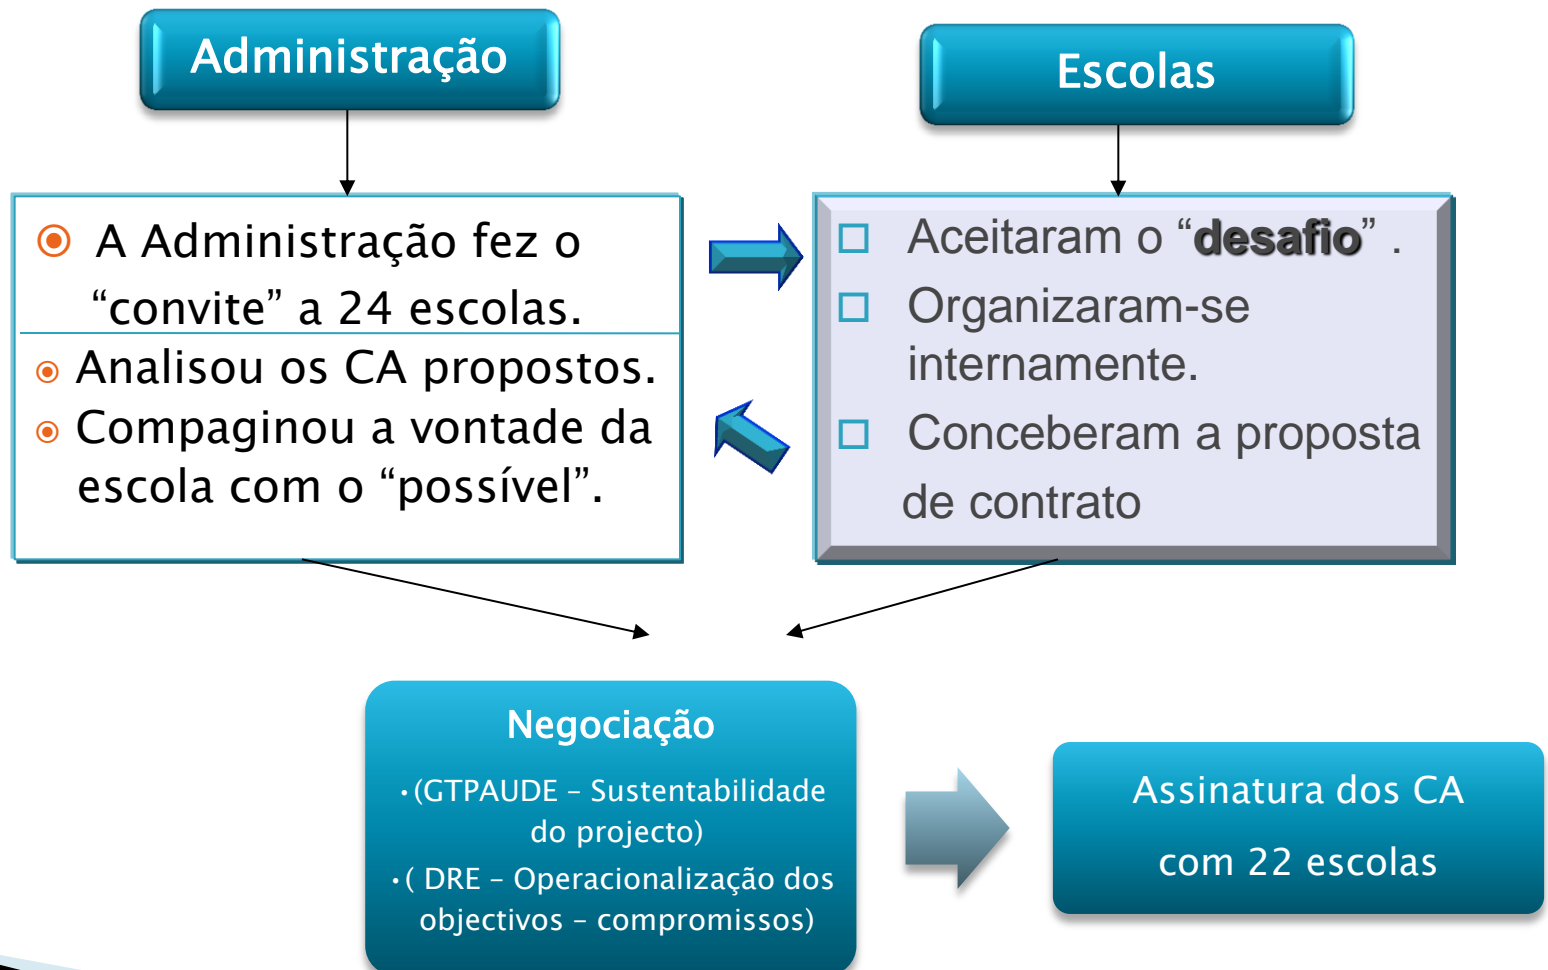 Administração
Escolas
A Administração fez o
“convite” a 24 escolas.
Analisou os CA propostos.
Compaginou a vontade da
escola com o “possível”.
Aceitaram o “desafio” .
Organizaram-se
internamente.
Conceberam a proposta
de contrato
Negociação
•(GTPAUDE – Sustentabilidade
do projecto)
•( DRE – Operacionalização dos
objectivos – compromissos)
Assinatura dos CA
com 22 escolas